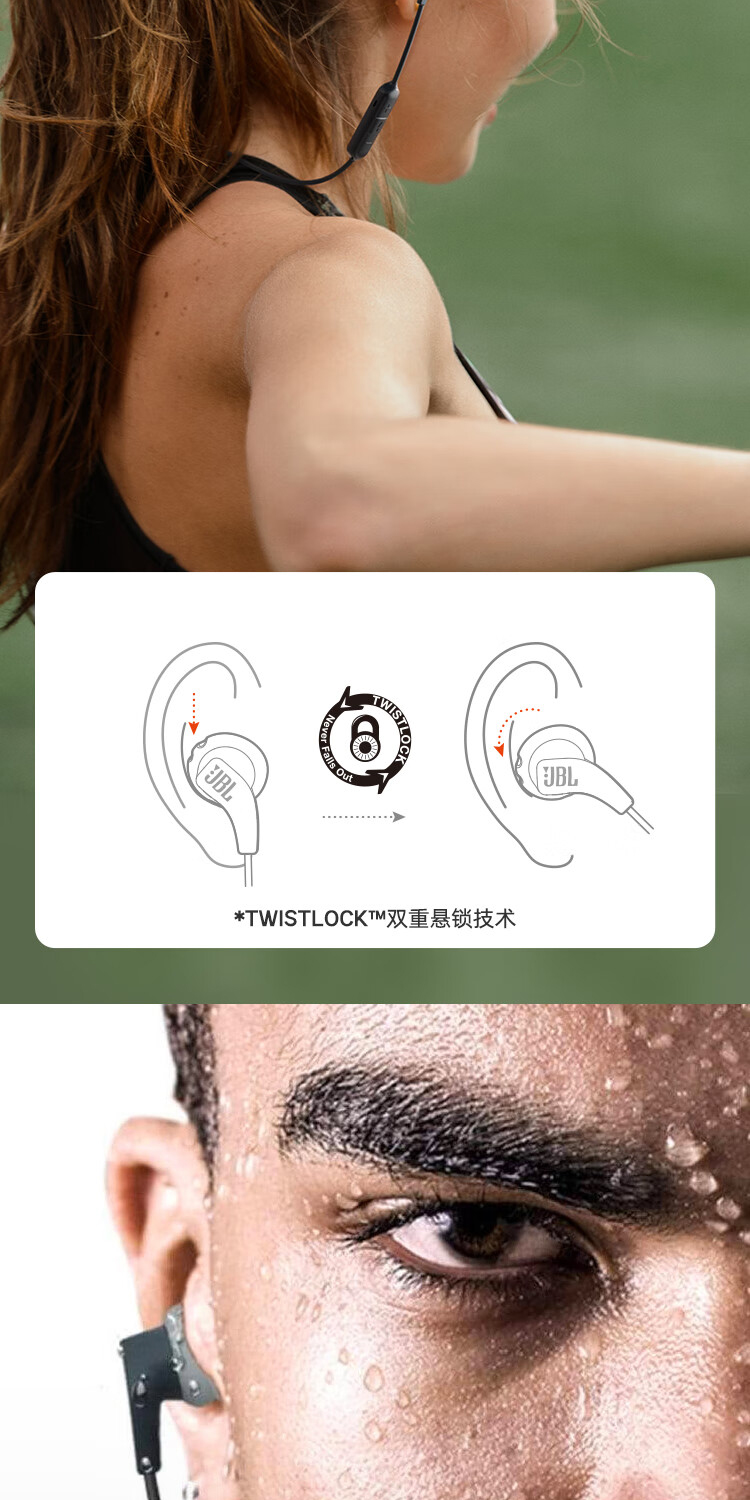 TWISTLOCK
Never Falls Out
JBL
JBL
*TWISTLOCK™双重悬锁技术